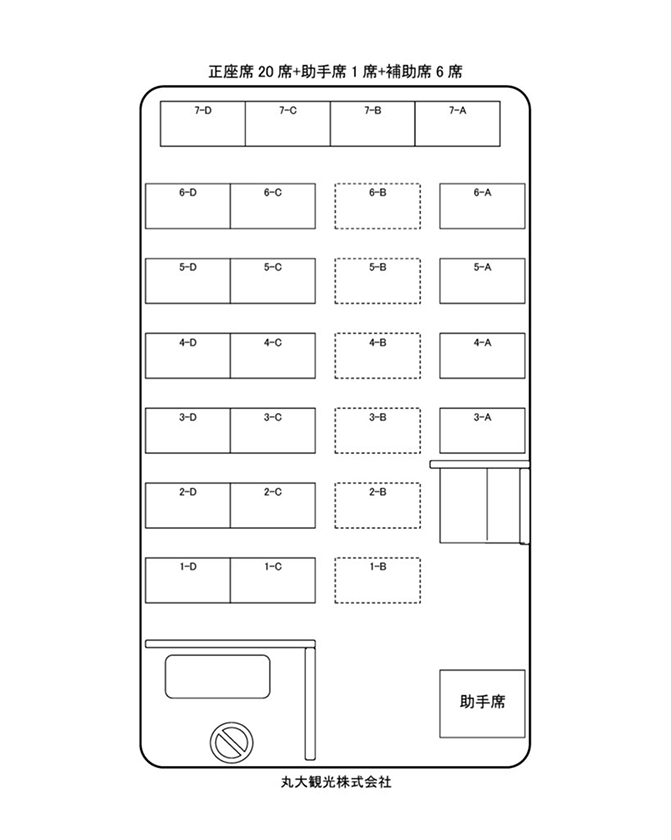 正座席20席+助手席1席+補助席6席
7-D 7-C 7-B 7-A
6-D 6-C 6-B 6-A
5-D 5-C 5-B 5-A
4-D 4-C 4-B 4-A
3-D 3-C 3-B 3-A
2-D 2-C 2-B
1-D 1-C 1-B
助手席
丸大観光株式会社